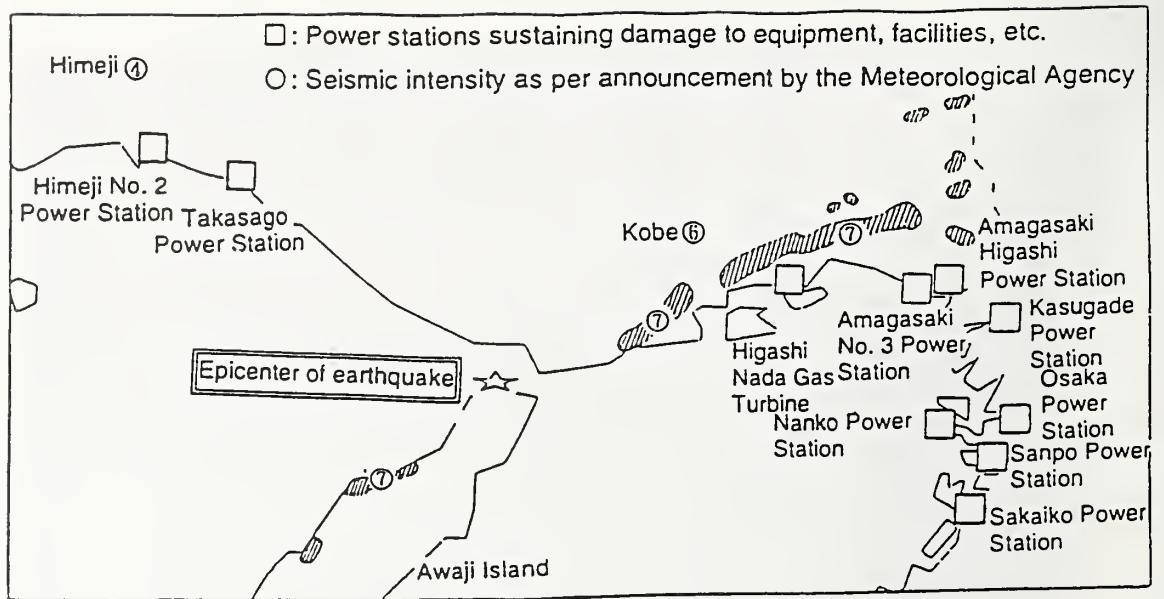 □: Power stations sustaining damage to equipment, facilities, etc.
Himeji ④
○: Seismic intensity as per announcement by the Meteorological Agency
Himeji No. 2
Power Station
Takasago
Power Station
Kobe ⑥
⑦
Amagasaki
Higashi
Power Station
⑦
Amagasaki
No. 3 Power
Station
Kasugade
Power
Station
Higashi
Nada Gas
Turbine
Epicenter of earthquake
Osaka
Power
Station
Nanko Power
Station
Sanpo Power
Station
⑦
Sakaiko Power
Station
Awaji Island